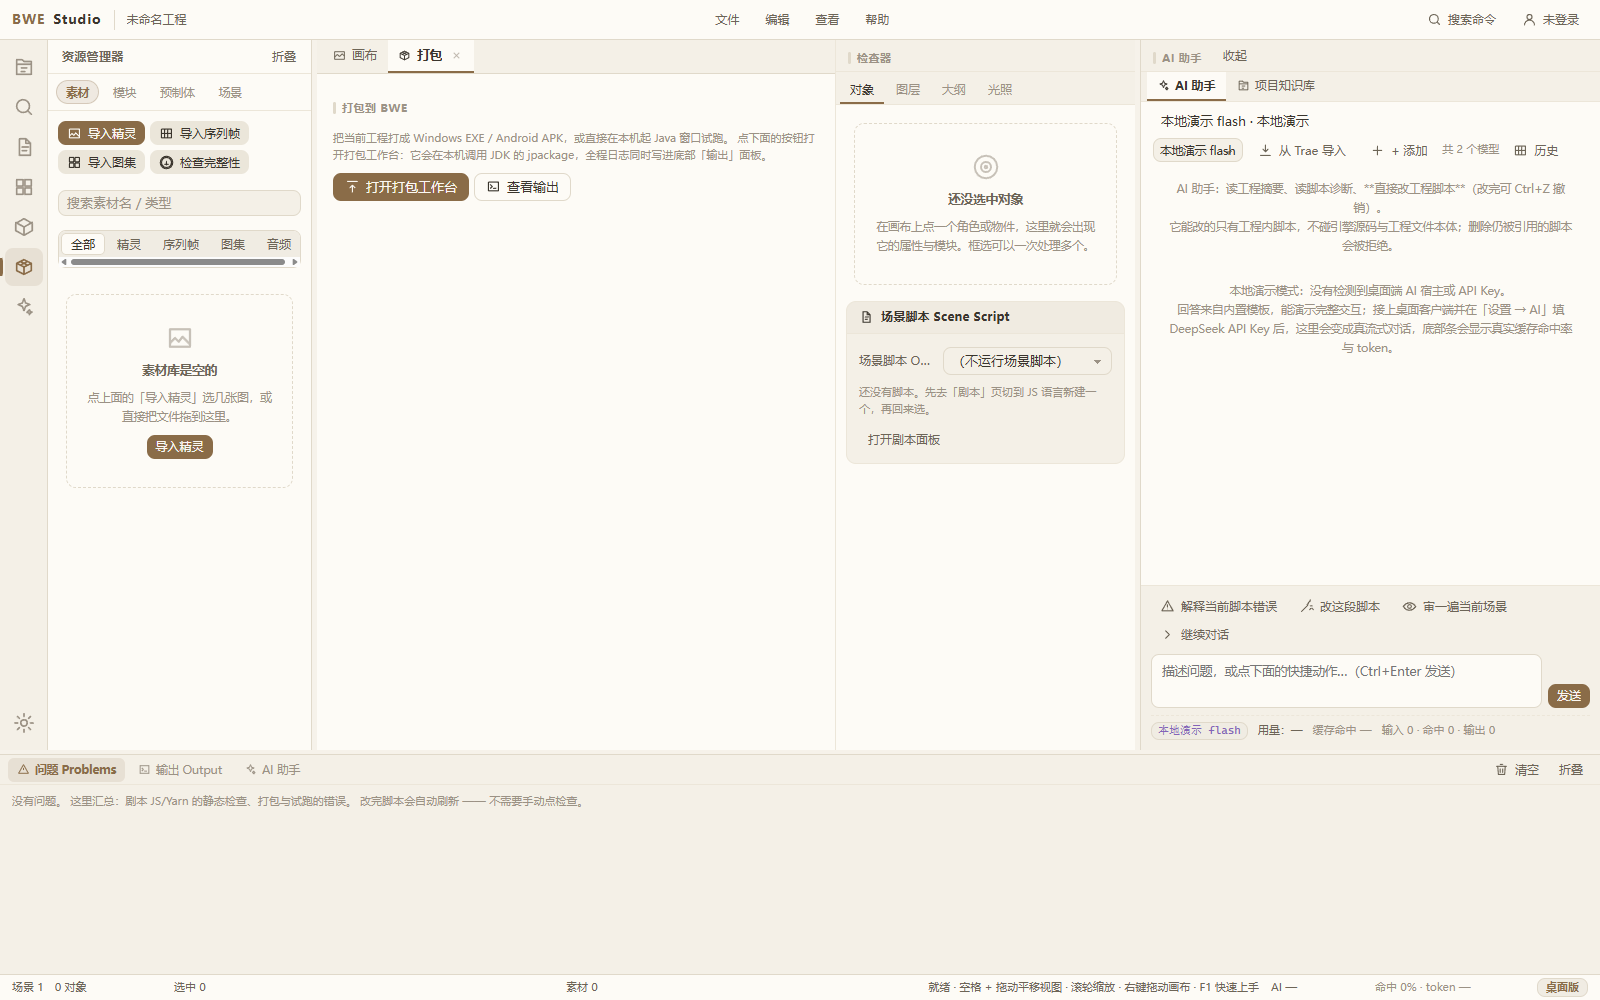 BWE Studio 未命名工程 文件 编辑 查看 帮助 搜索命令 未登录
资源管理器 折叠
素材 模块 预制体 场景
导入精灵 导入序列帧
导入图集 检查完整性
搜索素材名 / 类型
全部 精灵 序列帧 图集 音频
素材库是空的
点上面的「导入精灵」选几张图，或
直接把文件拖到这里。
导入精灵
画布 打包 ×
打包到 BWE
把当前工程打成 Windows EXE / Android APK，或直接在本机起 Java 窗口试跑。 点下面的按钮打
开打包工作台：它会在本机调用 JDK 的 jpackage，全程日志同时写进底部「输出」面板。
打开打包工作台 查看输出
检查器
对象 图层 大纲 光照
还没选中对象
在画布上点一个角色或物件，这里就会出现
它的属性与模块。框选可以一次处理多个。
场景脚本 Scene Script
场景脚本 O... （不运行场景脚本）
还没有脚本。先去「剧本」页切到 JS 语言新建一
个，再回来选。
打开剧本面板
AI 助手 收起
AI 助手 项目知识库
本地演示 flash · 本地演示
本地演示 flash 从 Trae 导入 + 添加 共 2 个模型 历史
AI 助手：读工程摘要、读脚本诊断、**直接改工程脚本**（改完可 Ctrl+Z 撤
销）。
它能改的只有工程内脚本，不碰引擎源码与工程文件本体；删除仍被引用的脚本
会被拒绝。
本地演示模式：没有检测到桌面端 AI 宿主或 API Key。
回答来自内置模板，能演示完整交互；接上桌面客户端并在「设置 → AI」填
DeepSeek API Key 后，这里会变成真流式对话，底部条会显示真实缓存命中率
与 token。
解释当前脚本错误 改这段脚本 审一遍当前场景
继续对话
描述问题，或点下面的快捷动作...（Ctrl+Enter 发送）
发送
本地演示 flash 用量：— 缓存命中 — 输入 0 · 命中 0 · 输出 0
问题 Problems 输出 Output AI 助手 清空 折叠
没有问题。 这里汇总：剧本 JS/Yarn 的静态检查、打包与试跑的错误。 改完脚本会自动刷新 —— 不需要手动点检查。
场景 1 0 对象 选中 0 素材 0 就绪 · 空格 + 拖动平移视图 · 滚轮缩放 · 右键拖动画布 · F1 快速上手 AI — 命中 0% · token — 桌面版